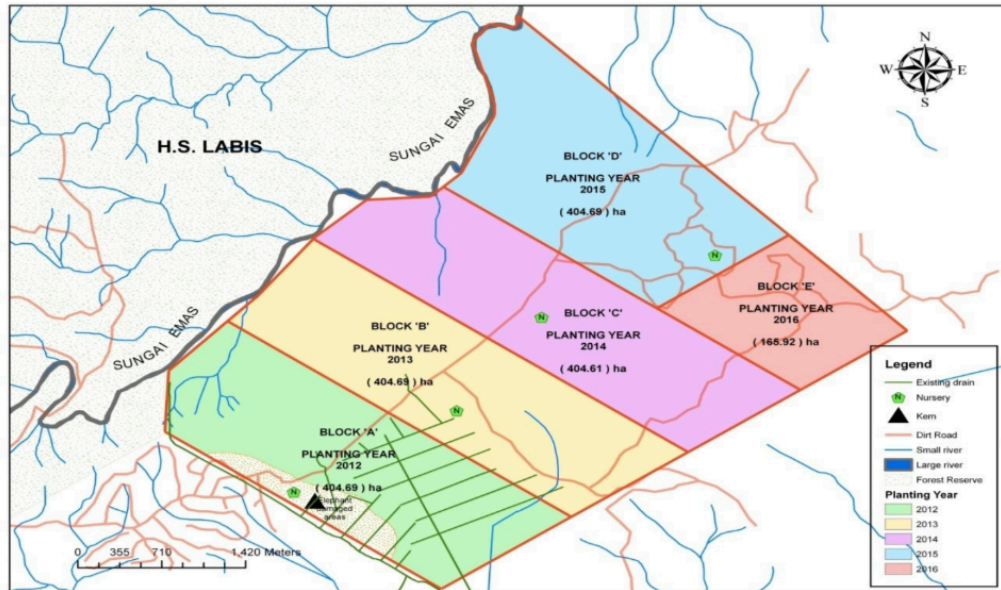 N
W E
S
H.S. LABIS
SUNGAI EMAS
SUNGAI EMAS
BLOCK 'D'
PLANTING YEAR
2015
( 404.69 ) ha
N
BLOCK 'E'
PLANTING YEAR
2016
( 165.92 ) ha
BLOCK 'C'
N
PLANTING YEAR
2014
( 404.61 ) ha
BLOCK 'B'
PLANTING YEAR
2013
( 404.69 ) ha
N
BLOCK 'A'
PLANTING YEAR
2012
( 404.69 ) ha
N
Elephant
damaged
areas
0 355 710 1,420 Meters
Legend
Existing drain
N Nursery
Kem
Dirt Road
Small river
Large river
Forest Reserve
Planting Year
2012
2013
2014
2015
2016